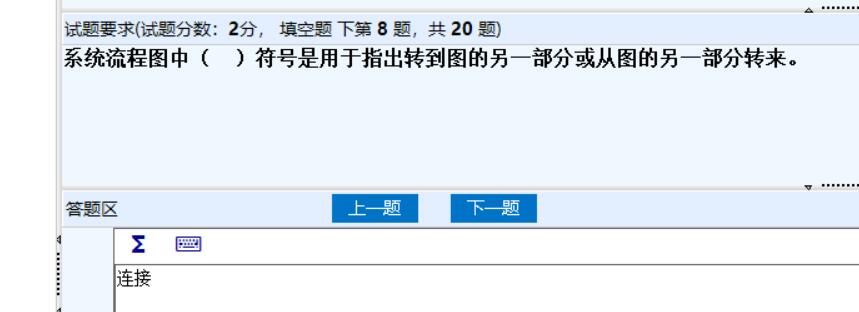 试题要求(试题分数：2分， 填空题 下第 8 题，共 20 题)
系统流程图中（　）符号是用于指出转到图的另一部分或从图的另一部分转来。
答题区 上一题 下一题
Σ
连接